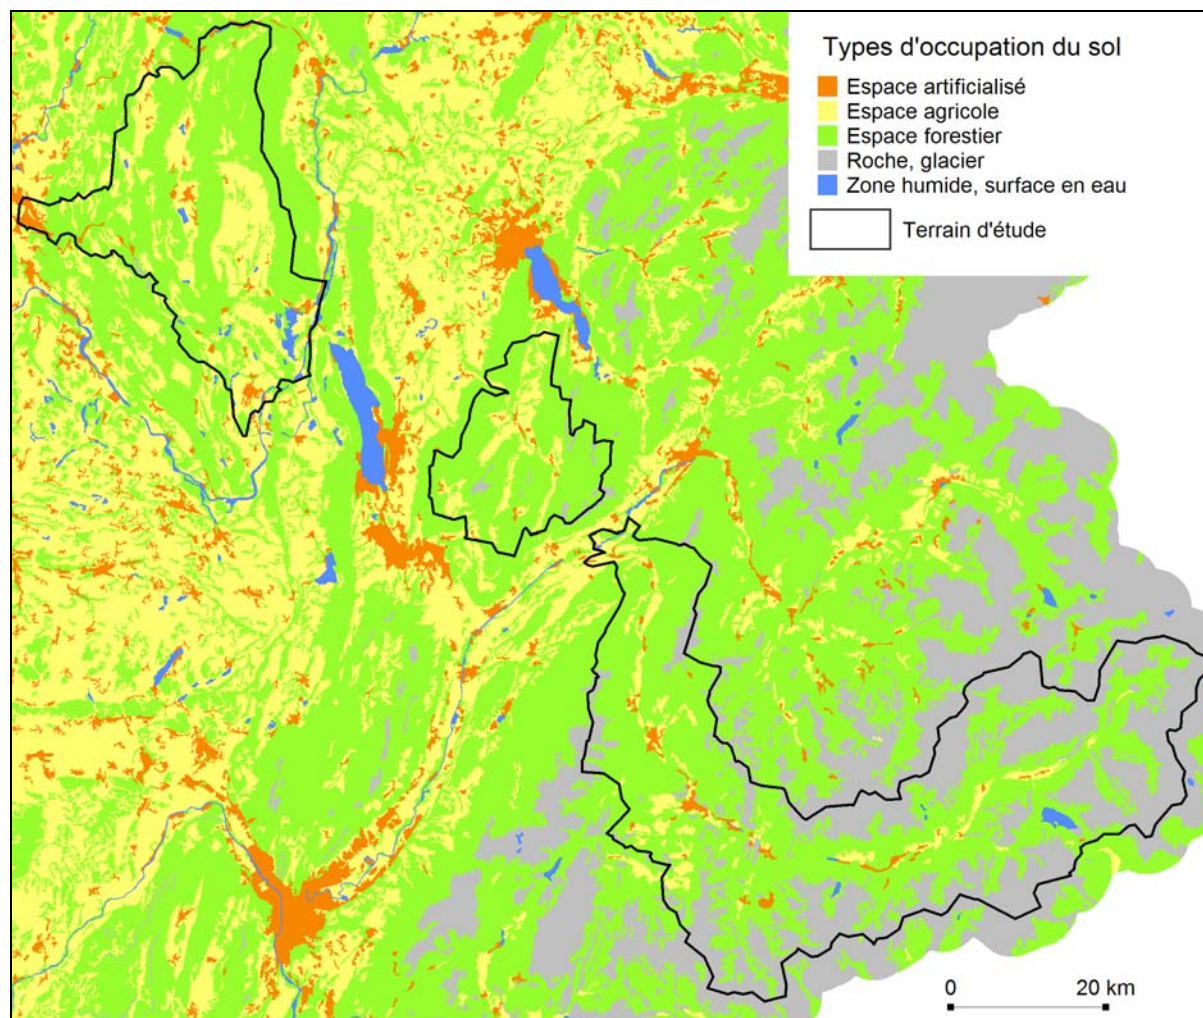 Types d'occupation du sol
Espace artificialisé
Espace agricole
Espace forestier
Roche, glacier
Zone humide, surface en eau
Terrain d'étude
0 20 km